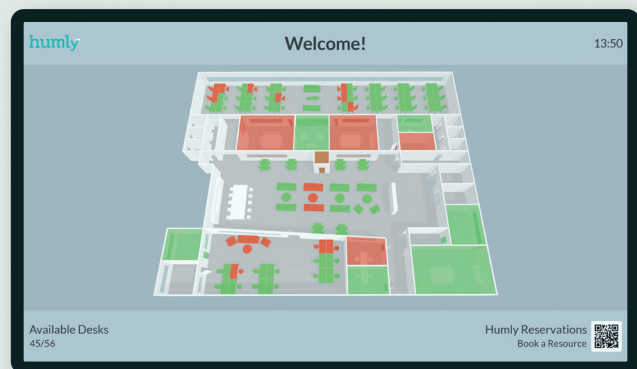 humly
Welcome!
13:50
Available Desks
45/56
Humly Reservations
Book a Resource